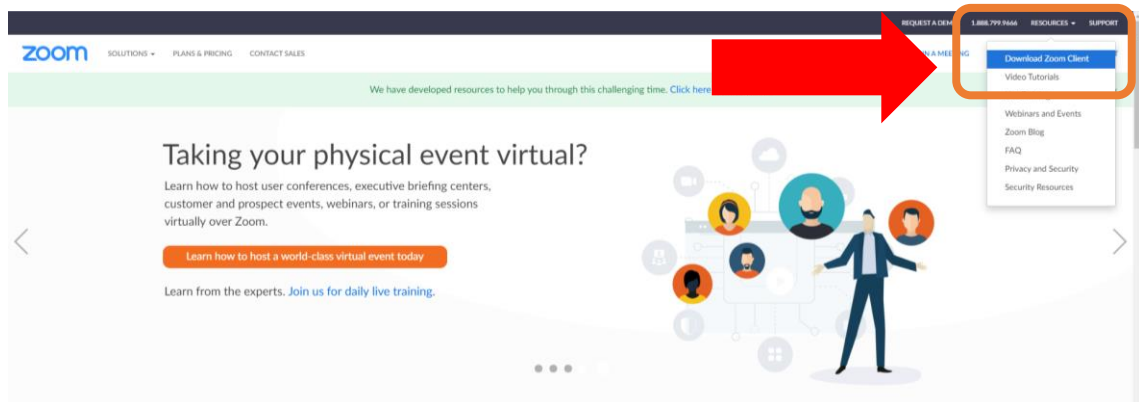 REQUEST A DEM 1.888.799.9666 RESOURCES SUPPORT
zoom SOLUTIONS PLANS & PRICING CONTACT SALES N A MEETING
Download Zoom Client
Video Tutorials
Webinars and Events
Zoom Blog
FAQ
Privacy and Security
Security Resources
We have developed resources to help you through this challenging time. Click here
Taking your physical event virtual?
Learn how to host user conferences, executive briefing centers,
customer and prospect events, webinars, or training sessions
virtually over Zoom.
Learn how to host a world-class virtual event today
Learn from the experts. Join us for daily live training.